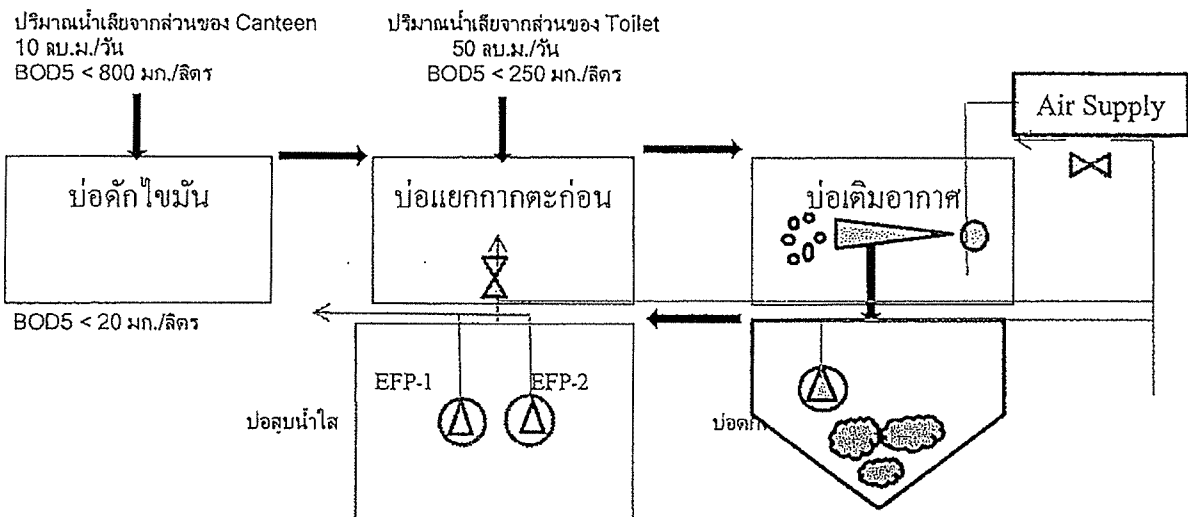 ปริมาณน้ำเสียจากส่วนของ Canteen
10 ลบ.ม./วัน
BOD5 < 800 มก./ลิตร
ปริมาณน้ำเสียจากส่วนของ Toilet
50 ลบ.ม./วัน
BOD5 < 250 มก./ลิตร
Air Supply
บ่อดักไขมัน
บ่อแยกกากตะก่อน
บ่อเติมอากาศ
BOD5 < 20 มก./ลิตร
EFP-1
EFP-2
บ่อสูบน้ำใส